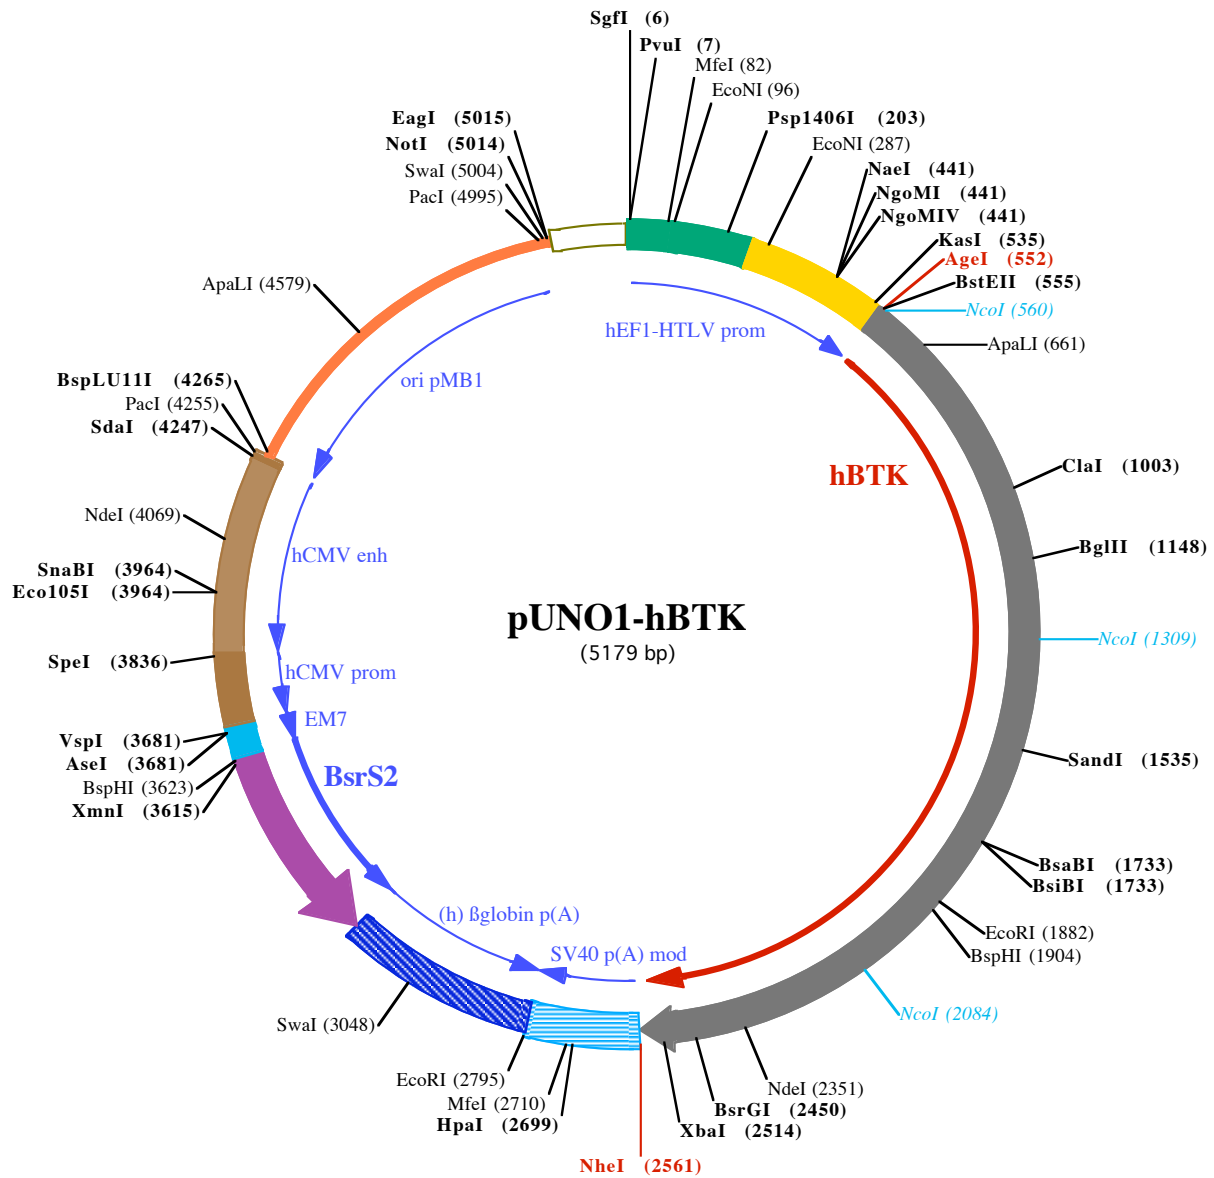 SgfI (6)
PvuI (7)
MfeI (82)
EcoNI (96)
Psp1406I (203)
EcoNI (287)
NaeI (441)
NgoMI (441)
NgoMIV (441)
KasI (535)
AgeI (552)
BstEII (555)
NcoI (560)
ApaLI (661)
ClaI (1003)
BglII (1148)
NcoI (1309)
SandI (1535)
BsaBI (1733)
BsiBI (1733)
EcoRI (1882)
BspHI (1904)
NcoI (2084)
NdeI (2351)
BsrGI (2450)
XbaI (2514)
NheI (2561)
HpaI (2699)
MfeI (2710)
EcoRI (2795)
SwaI (3048)
XmnI (3615)
BspHI (3623)
AseI (3681)
VspI (3681)
SpeI (3836)
Eco105I (3964)
SnaBI (3964)
NdeI (4069)
SdaI (4247)
PacI (4255)
BspLU11I (4265)
ApaLI (4579)
PacI (4995)
SwaI (5004)
NotI (5014)
EagI (5015)
hEF1-HTLV prom
hBTK
SV40 p(A) mod
(h) ßglobin p(A)
BsrS2
EM7
hCMV prom
hCMV enh
ori pMB1
pUNO1-hBTK
(5179 bp)